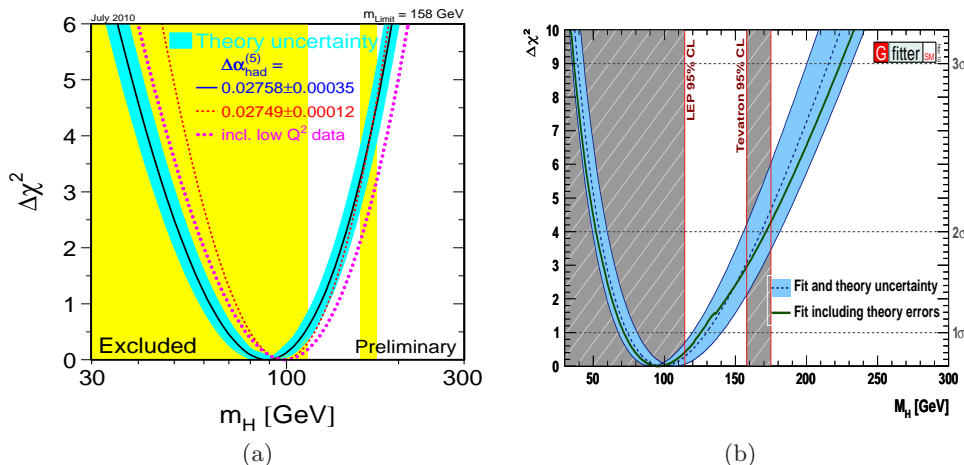 July 2010
m_Limit = 158 GeV
Theory uncertainty
Δα_had^(5) =
0.02758±0.00035
0.02749±0.00012
incl. low Q² data
Excluded
Preliminary
6
5
4
3
2
1
0
Δχ²
30
100
300
m_H [GeV]
(a)
Δχ²
10
9
8
7
6
5
4
3
2
1
0
LEP 95% CL
Tevatron 95% CL
G fitter SM
3σ
2σ
1σ
Fit and theory uncertainty
Fit including theory errors
50
100
150
200
250
300
M_H [GeV]
(b)